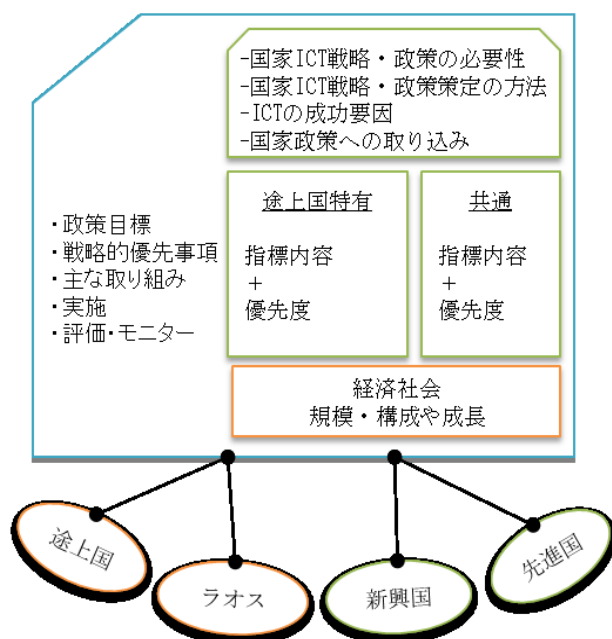 -国家ICT戦略・政策の必要性
-国家ICT戦略・政策策定の方法
-ICTの成功要因
-国家政策への取り込み
・政策目標
・戦略的優先事項
・主な取り組み
・実施
・評価・モニター
途上国特有
指標内容
+
優先度
共通
指標内容
+
優先度
経済社会
規模・構成や成長
途上国
ラオス
新興国
先進国